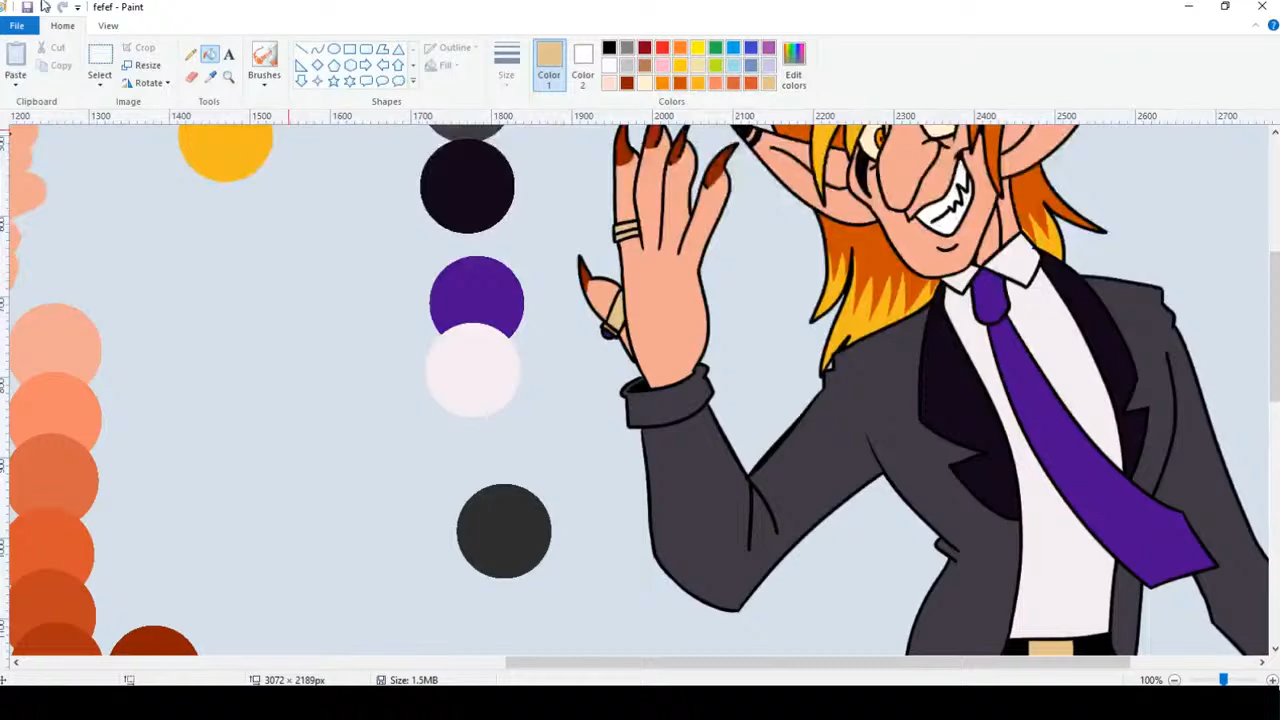 fefef - Paint
File Home View
Paste
Cut
Copy
Clipboard
Select
Crop
Resize
Rotate
Image
A
Tools
Brushes
Outline
Fill
Shapes
Size
Color 1
Color 2
Edit colors
Colors
1200 1300 1400 1500 1600 1700 1800 1900 2000 2100 2200 2300 2400 2500 2600 2700
3072 × 2189px
Size: 1.5MB
100%